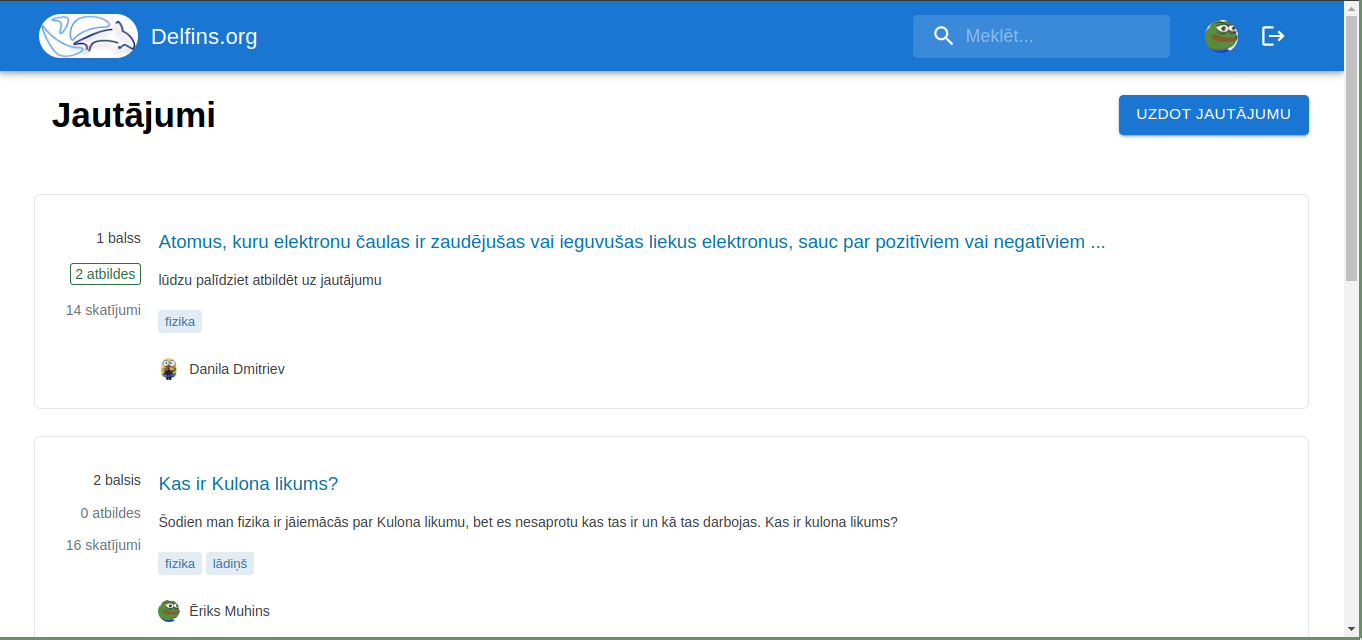 Delfins.org
Meklēt...
Jautājumi
UZDOT JAUTĀJUMU
1 balss
Atomus, kuru elektronu čaulas ir zaudējušas vai ieguvušas liekus elektronus, sauc par pozitīviem vai negatīviem ...
2 atbildes
lūdzu palīdziet atbildēt uz jautājumu
14 skatījumi
fizika
Danila Dmitriev
2 balsis
Kas ir Kulona likums?
0 atbildes
Šodien man fizika ir jāiemācās par Kulona likumu, bet es nesaprotu kas tas ir un kā tas darbojas. Kas ir kulona likums?
16 skatījumi
fizika lādiņš
Ēriks Muhins